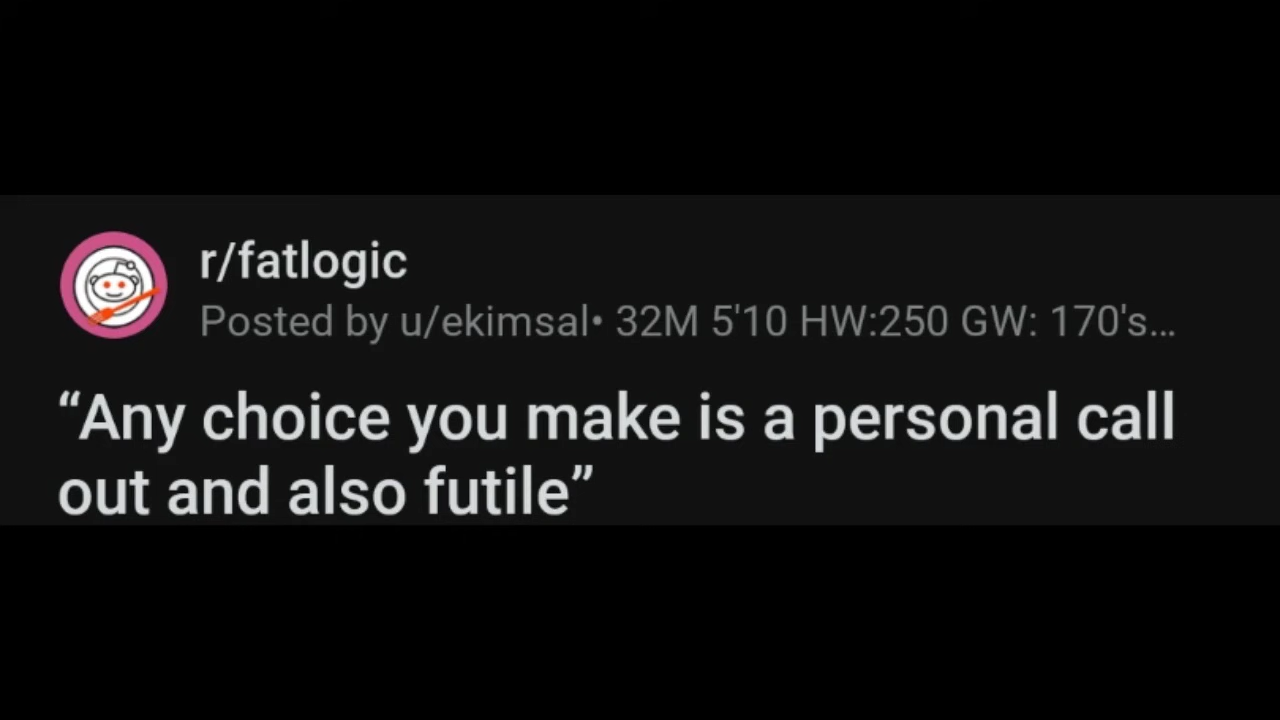 r/fatlogic
Posted by u/ekimsal• 32M 5'10 HW:250 GW: 170's...
“Any choice you make is a personal call
out and also futile”